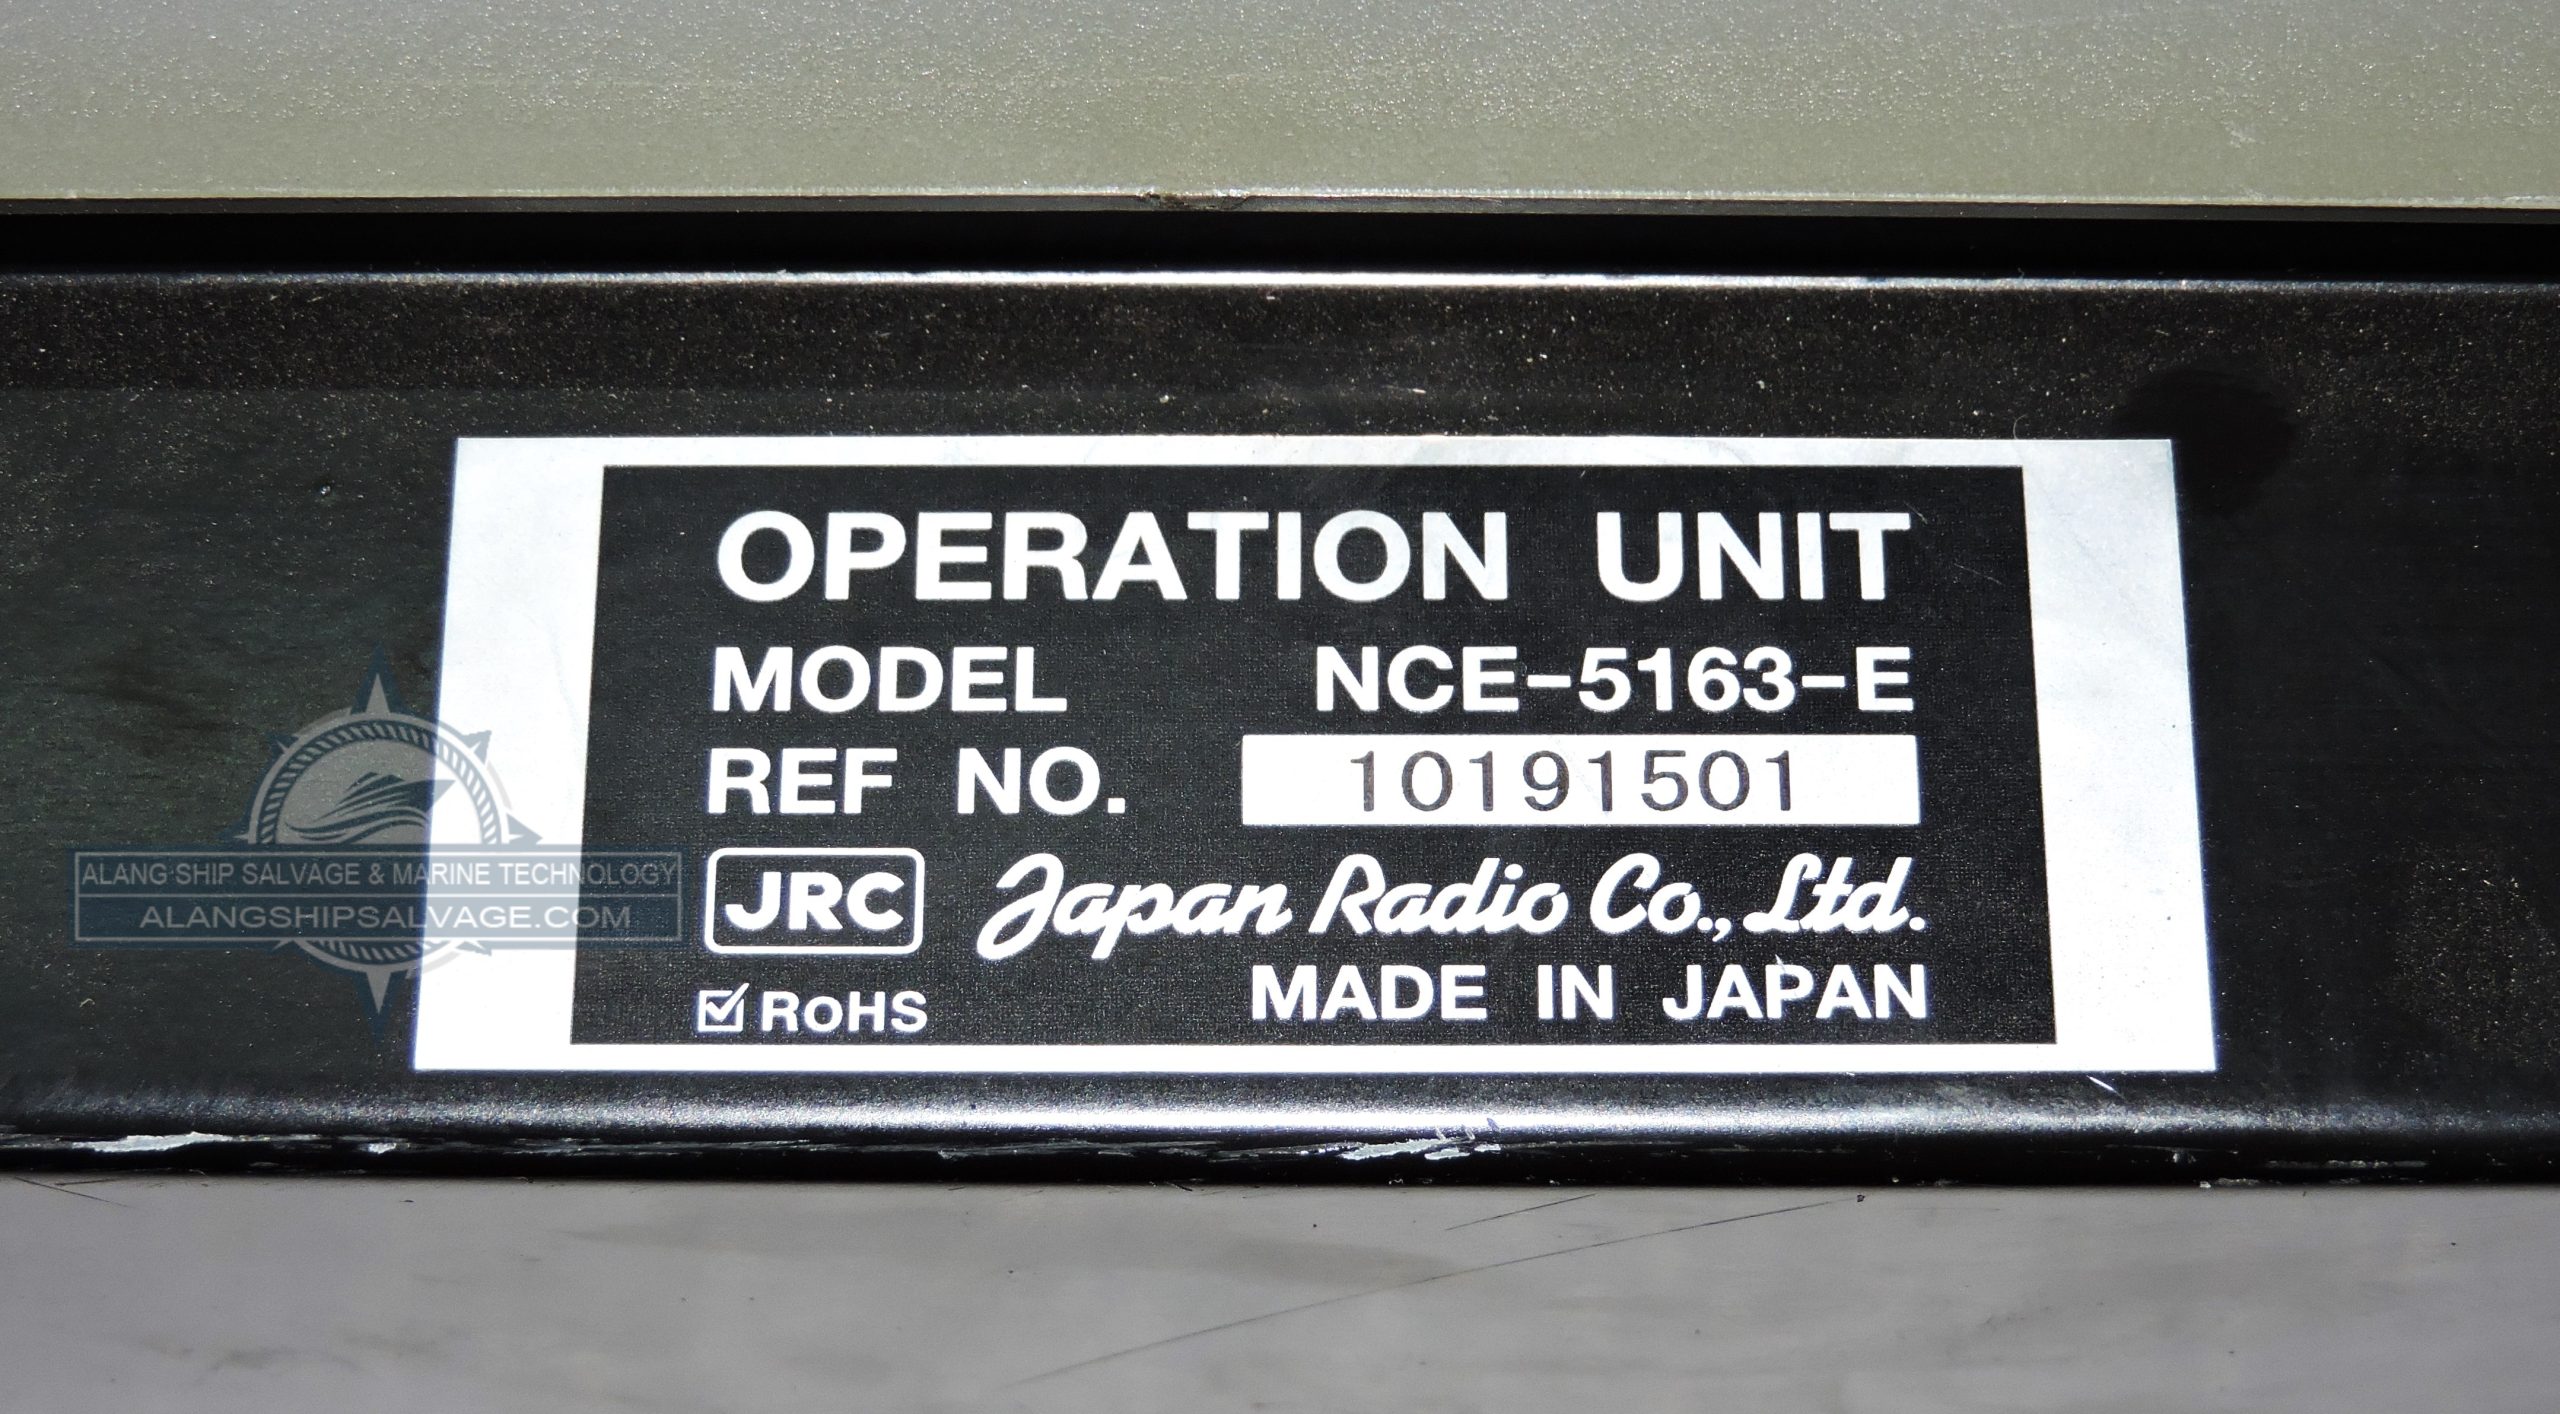 OPERATION UNIT
MODEL NCE-5163-E
REF NO. 10191501
JRC Japan Radio Co., Ltd.
RoHS MADE IN JAPAN
ALANG SHIP SALVAGE & MARINE TECHNOLOGY
ALANGSHIPSALVAGE.COM